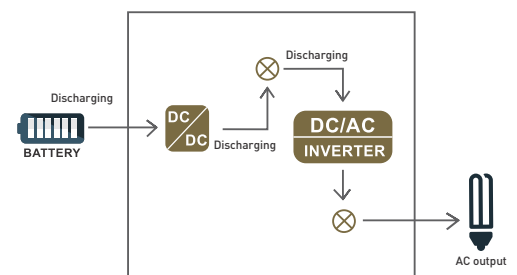 Discharging
BATTERY
DC
DC
Discharging
Discharging
DC/AC
INVERTER
AC output